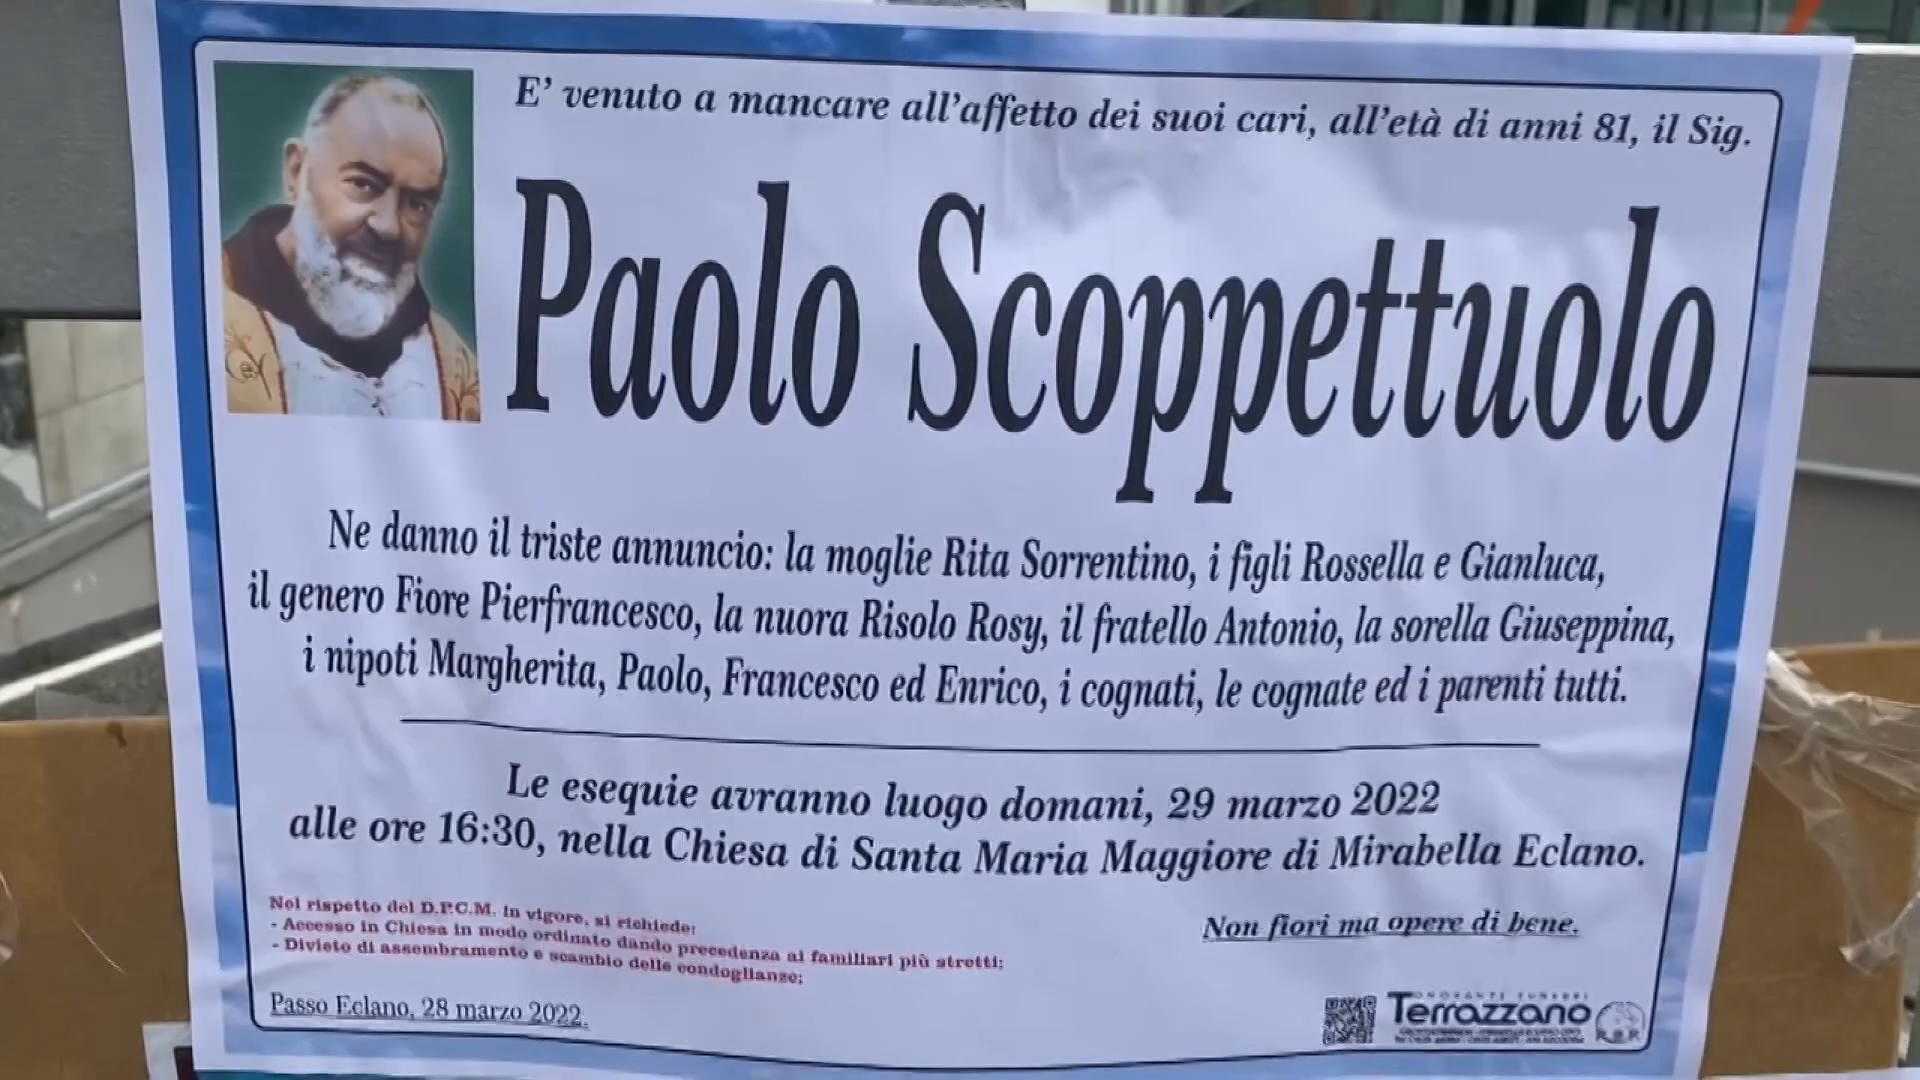 E' venuto a mancare all'affetto dei suoi cari, all'età di anni 81, il Sig.
Paolo Scoppettuolo
Ne danno il triste annuncio: la moglie Rita Sorrentino, i figli Rossella e Gianluca,
il genero Fiore Pierfrancesco, la nuora Risolo Rosy, il fratello Antonio, la sorella Giuseppina,
i nipoti Margherita, Paolo, Francesco ed Enrico, i cognati, le cognate ed i parenti tutti.
Le esequie avranno luogo domani, 29 marzo 2022
alle ore 16:30, nella Chiesa di Santa Maria Maggiore di Mirabella Eclano.
Nel rispetto del D.P.C.M. in vigore, si richiede:
- Accesso in Chiesa in modo ordinato dando precedenza ai familiari più stretti;
- Divieto di assembramento e scambio delle condoglianze;
Non fiori ma opere di bene.
Passo Eclano, 28 marzo 2022.
ONORANZE FUNEBRI
Terrazzano